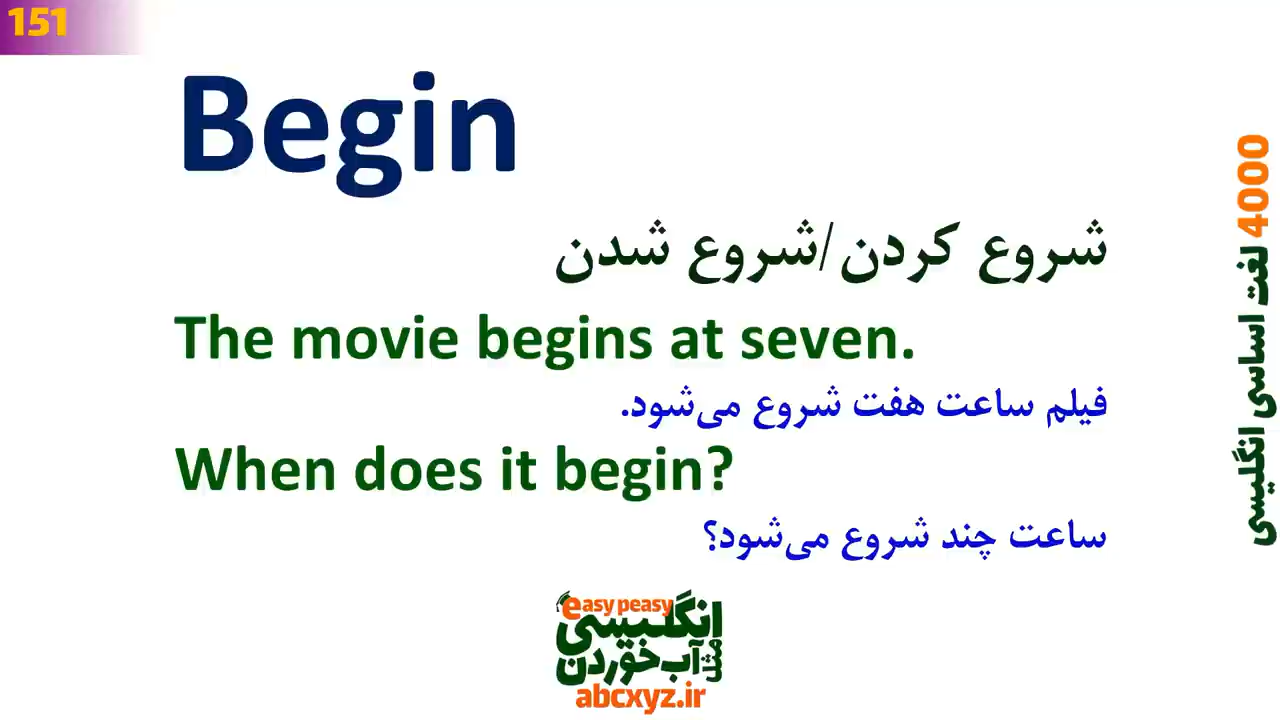 151
Begin
شروع کردن/شروع شدن
The movie begins at seven.
فیلم ساعت هفت شروع می‌شود.
When does it begin?
ساعت چند شروع می‌شود؟
4000 لغت اساسی انگلیسی
easy peasy
انگلیسی
مثل آب خوردن
abcxyz.ir